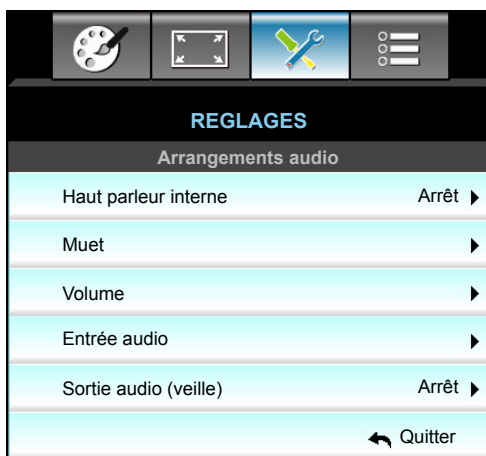 REGLAGES
Arrangements audio
Haut parleur interne Arrêt
Muet
Volume
Entrée audio
Sortie audio (veille) Arrêt
Quitter